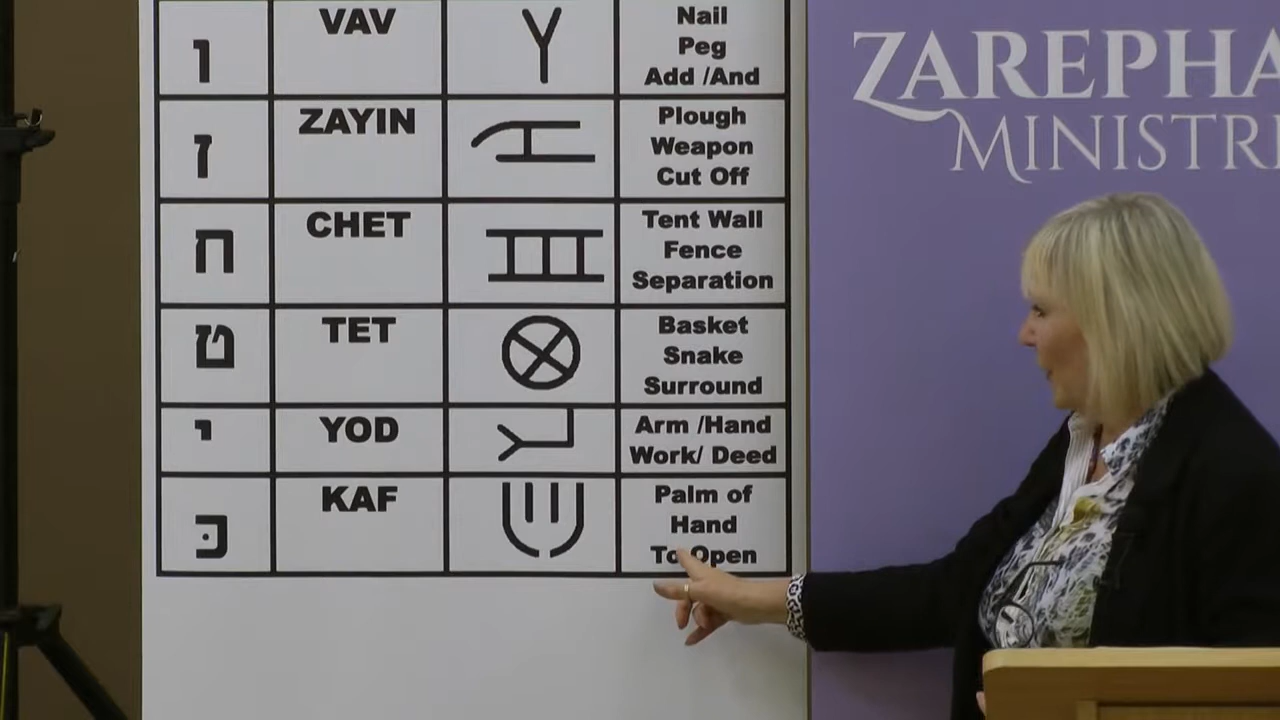 ו VAV Nail
Peg
Add /And
ז ZAYIN Plough
Weapon
Cut Off
ח CHET Tent Wall
Fence
Separation
ט TET Basket
Snake
Surround
י YOD Arm /Hand
Work/ Deed
כּ KAF Palm of
Hand
To Open
ZAREPHA
MINISTRI